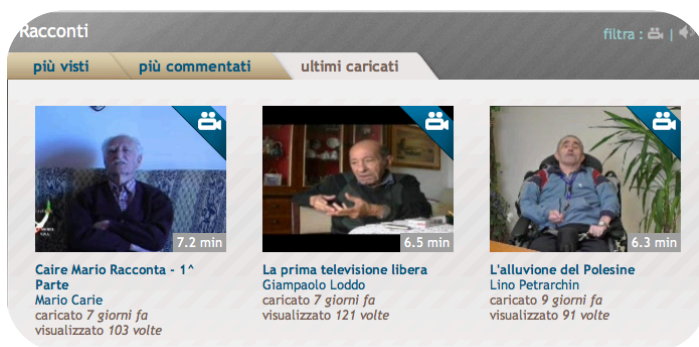 Racconti
filtra : |
più visti
più commentati
ultimi caricati
7.2 min
6.5 min
6.3 min
Caire Mario Racconta - 1^
Parte
Mario Carie
caricato 7 giorni fa
visualizzato 103 volte
La prima televisione libera
Giampaolo Loddo
caricato 7 giorni fa
visualizzato 121 volte
L'alluvione del Polesine
Lino Petrarchin
caricato 9 giorni fa
visualizzato 91 volte